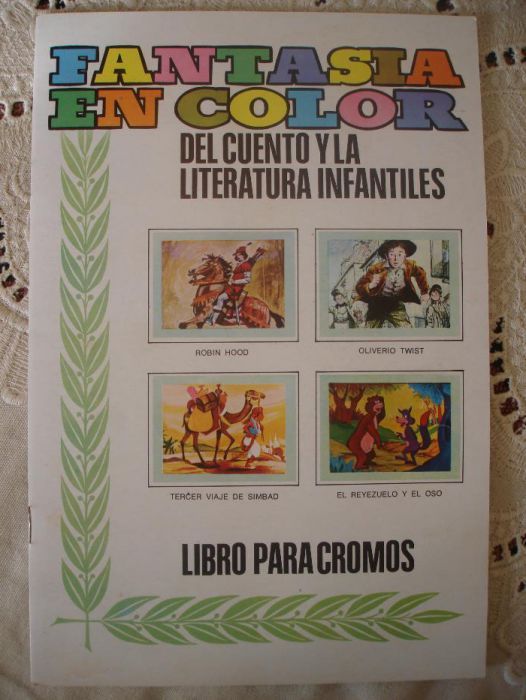 FANTASIA
EN COLOR
DEL CUENTO Y LA
LITERATURA INFANTILES
ROBIN HOOD
OLIVERIO TWIST
TERCER VIAJE DE SIMBAD
EL REYEZUELO Y EL OSO
LIBRO PARA CROMOS